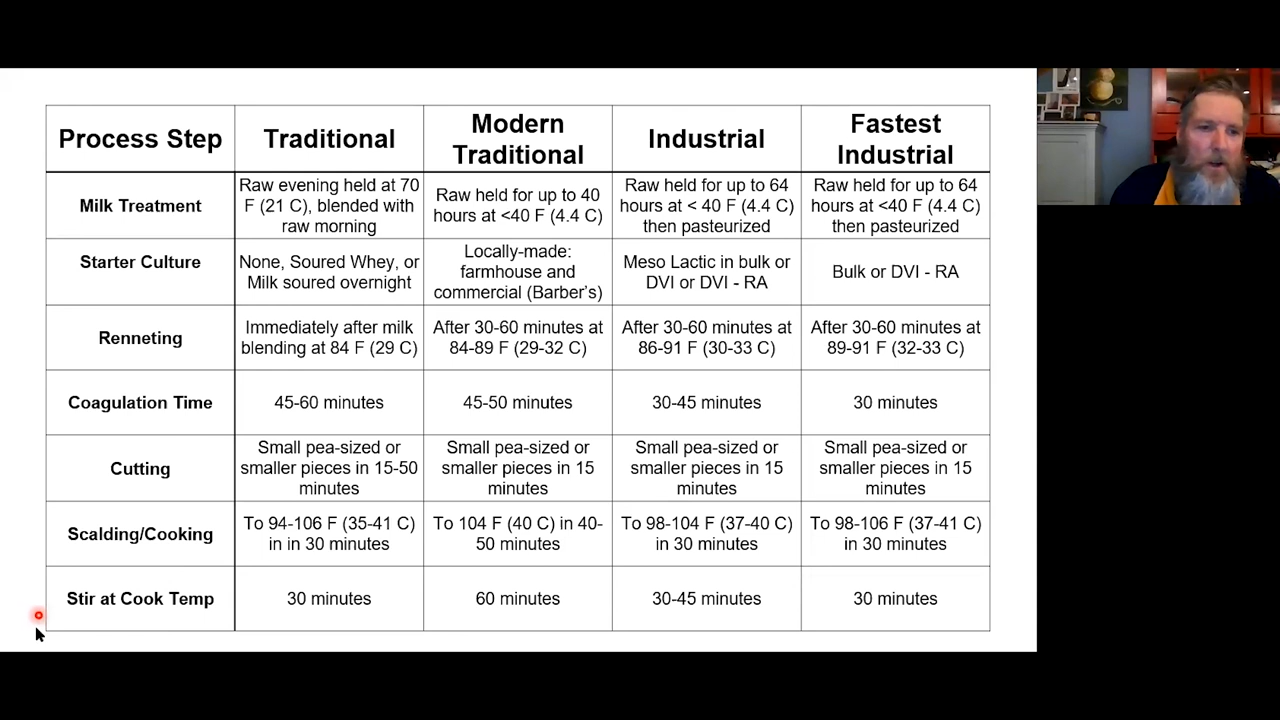 Process Step
Traditional
Modern
Traditional
Industrial
Fastest
Industrial
Milk Treatment
Raw evening held at 70
F (21 C), blended with
raw morning
Raw held for up to 40
hours at <40 F (4.4 C)
Raw held for up to 64
hours at < 40 F (4.4 C)
then pasteurized
Raw held for up to 64
hours at <40 F (4.4 C)
then pasteurized
Starter Culture
None, Soured Whey, or
Milk soured overnight
Locally-made:
farmhouse and
commercial (Barber's)
Meso Lactic in bulk or
DVI or DVI - RA
Bulk or DVI - RA
Renneting
Immediately after milk
blending at 84 F (29 C)
After 30-60 minutes at
84-89 F (29-32 C)
After 30-60 minutes at
86-91 F (30-33 C)
After 30-60 minutes at
89-91 F (32-33 C)
Coagulation Time
45-60 minutes
45-50 minutes
30-45 minutes
30 minutes
Cutting
Small pea-sized or
smaller pieces in 15-50
minutes
Small pea-sized or
smaller pieces in 15
minutes
Small pea-sized or
smaller pieces in 15
minutes
Small pea-sized or
smaller pieces in 15
minutes
Scalding/Cooking
To 94-106 F (35-41 C)
in in 30 minutes
To 104 F (40 C) in 40-
50 minutes
To 98-104 F (37-40 C)
in 30 minutes
To 98-106 F (37-41 C)
in 30 minutes
Stir at Cook Temp
30 minutes
60 minutes
30-45 minutes
30 minutes